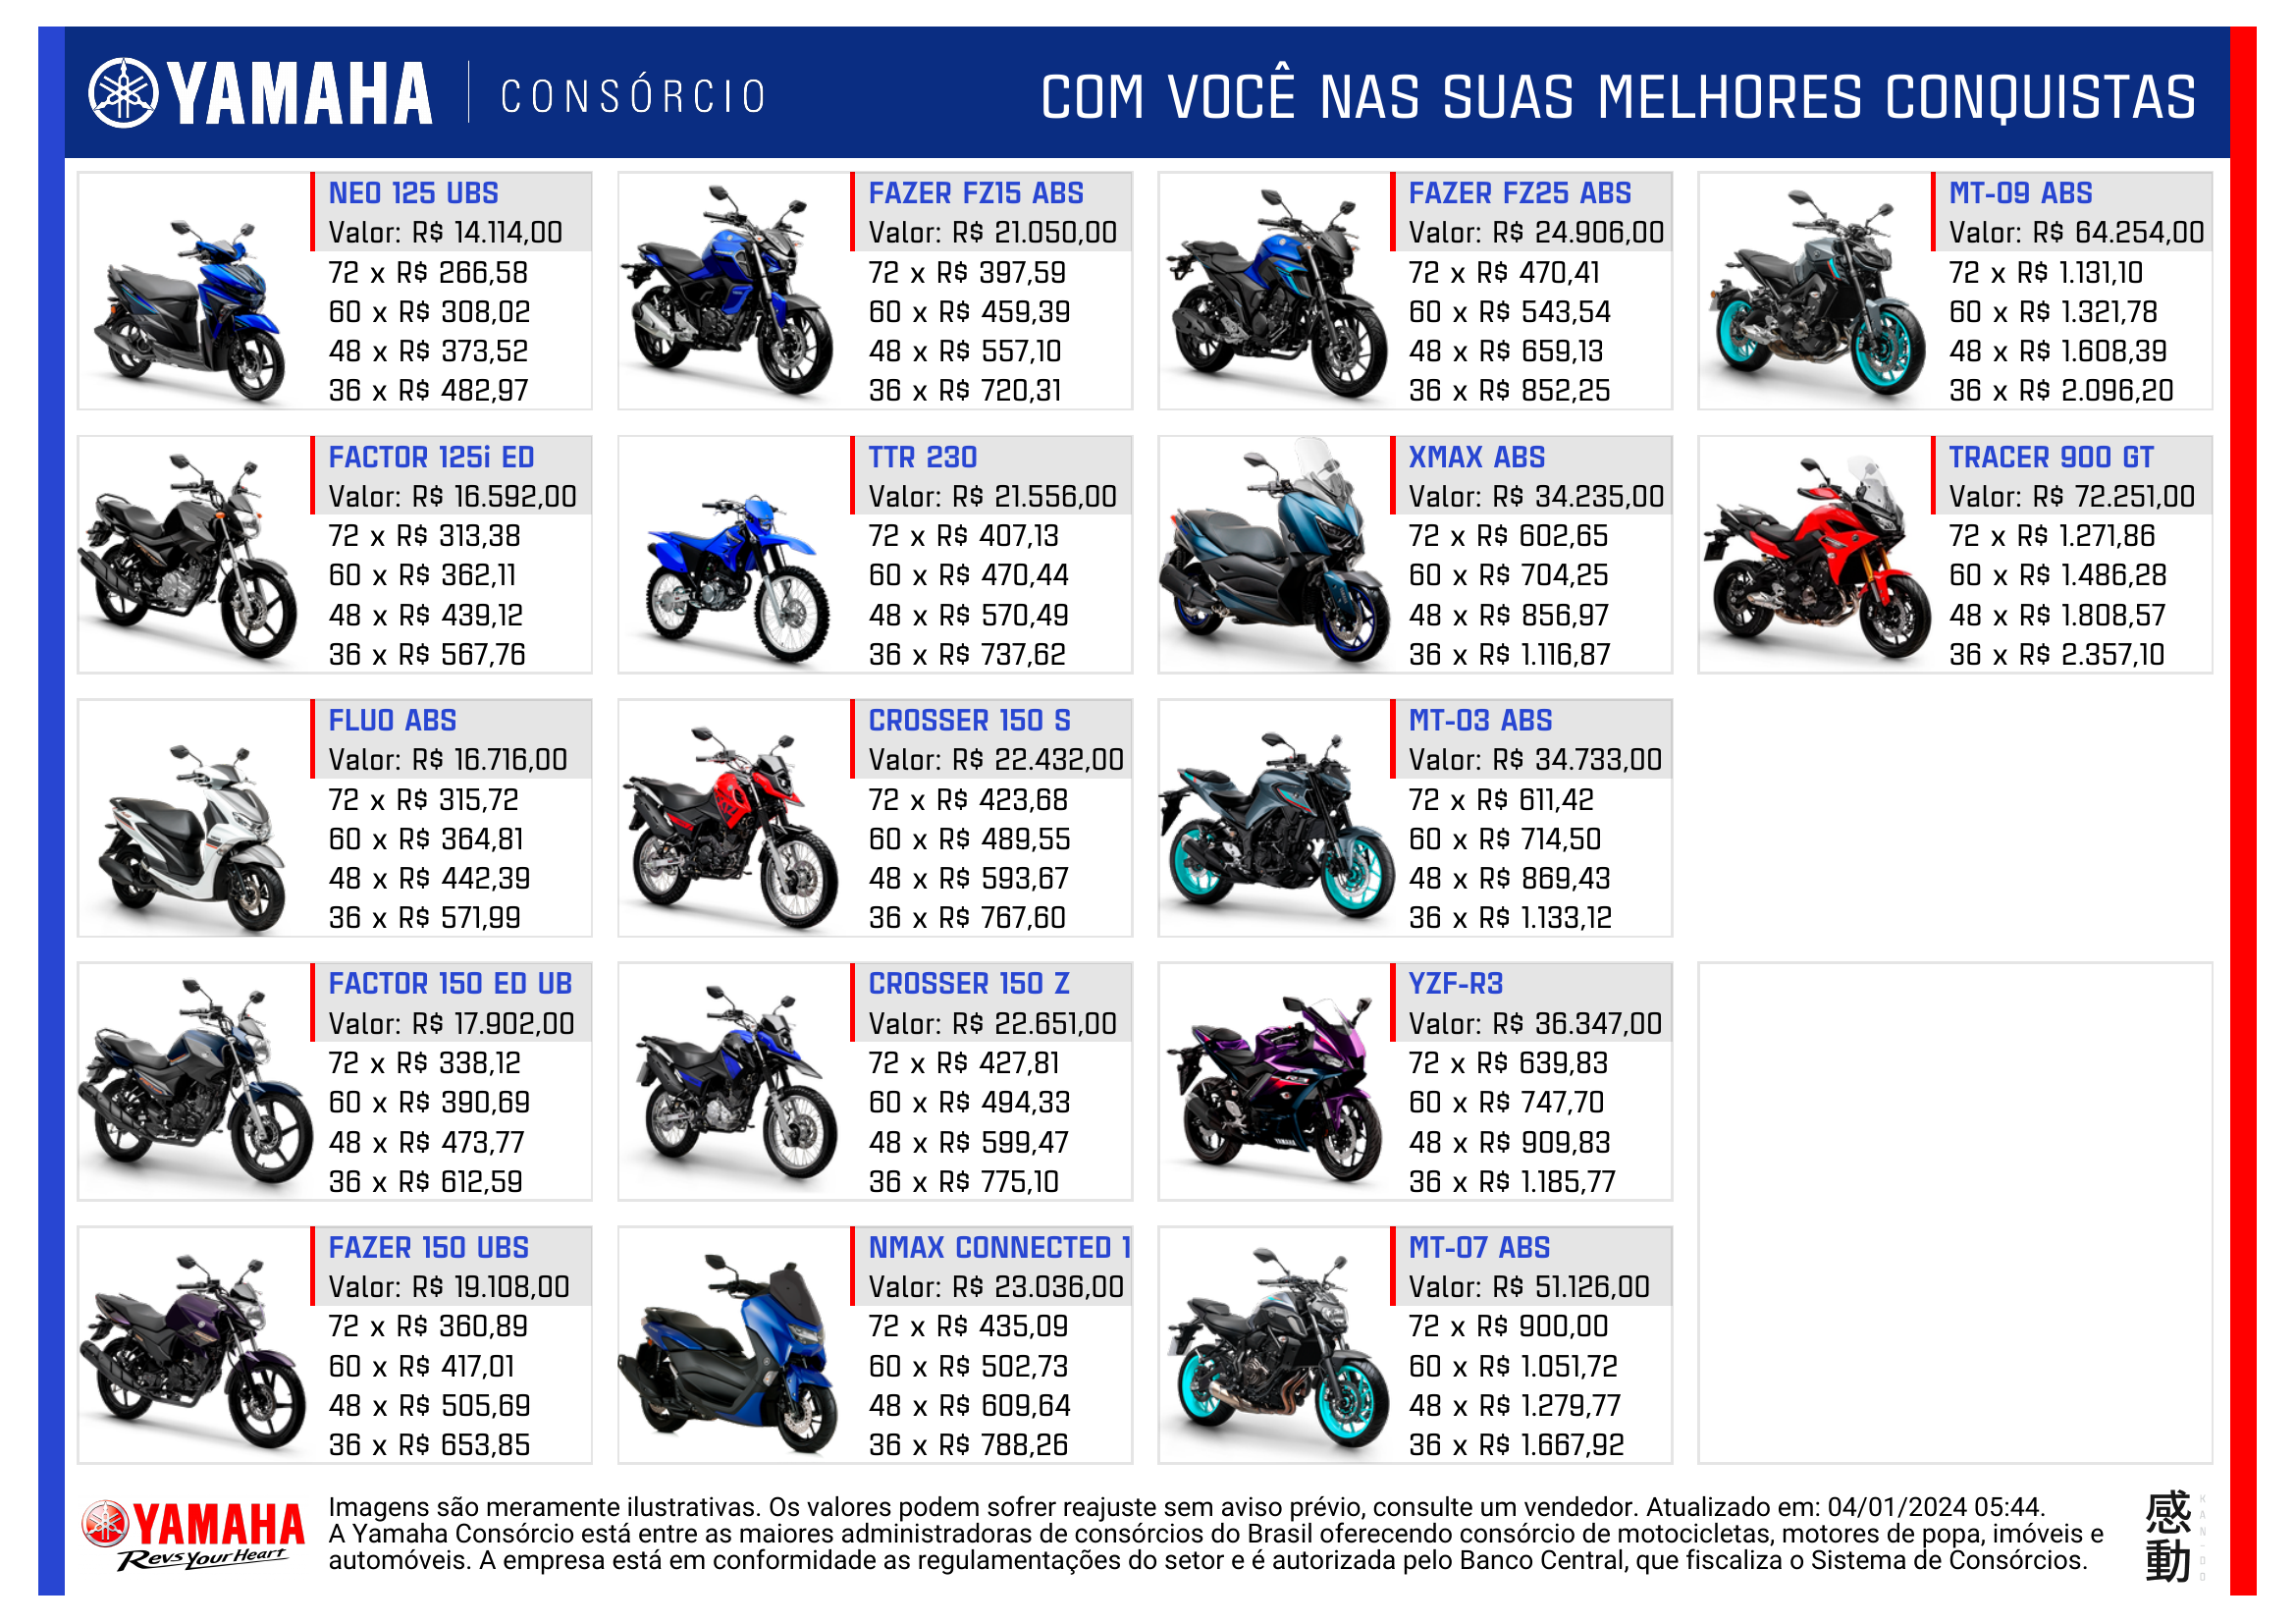 YAMAHA CONSÓRCIO
COM VOCÊ NAS SUAS MELHORES CONQUISTAS
NEO 125 UBS
Valor: R$ 14.114,00
72 x R$ 266,58
60 x R$ 308,02
48 x R$ 373,52
36 x R$ 482,97
FAZER FZ15 ABS
Valor: R$ 21.050,00
72 x R$ 397,59
60 x R$ 459,39
48 x R$ 557,10
36 x R$ 720,31
FAZER FZ25 ABS
Valor: R$ 24.906,00
72 x R$ 470,41
60 x R$ 543,54
48 x R$ 659,13
36 x R$ 852,25
MT-09 ABS
Valor: R$ 64.254,00
72 x R$ 1.131,10
60 x R$ 1.321,78
48 x R$ 1.608,39
36 x R$ 2.096,20
FACTOR 125i ED
Valor: R$ 16.592,00
72 x R$ 313,38
60 x R$ 362,11
48 x R$ 439,12
36 x R$ 567,76
TTR 230
Valor: R$ 21.556,00
72 x R$ 407,13
60 x R$ 470,44
48 x R$ 570,49
36 x R$ 737,62
XMAX ABS
Valor: R$ 34.235,00
72 x R$ 602,65
60 x R$ 704,25
48 x R$ 856,97
36 x R$ 1.116,87
TRACER 900 GT
Valor: R$ 72.251,00
72 x R$ 1.271,86
60 x R$ 1.486,28
48 x R$ 1.808,57
36 x R$ 2.357,10
FLUO ABS
Valor: R$ 16.716,00
72 x R$ 315,72
60 x R$ 364,81
48 x R$ 442,39
36 x R$ 571,99
CROSSER 150 S
Valor: R$ 22.432,00
72 x R$ 423,68
60 x R$ 489,55
48 x R$ 593,67
36 x R$ 767,60
MT-03 ABS
Valor: R$ 34.733,00
72 x R$ 611,42
60 x R$ 714,50
48 x R$ 869,43
36 x R$ 1.133,12
FACTOR 150 ED UB
Valor: R$ 17.902,00
72 x R$ 338,12
60 x R$ 390,69
48 x R$ 473,77
36 x R$ 612,59
CROSSER 150 Z
Valor: R$ 22.651,00
72 x R$ 427,81
60 x R$ 494,33
48 x R$ 599,47
36 x R$ 775,10
YZF-R3
Valor: R$ 36.347,00
72 x R$ 639,83
60 x R$ 747,70
48 x R$ 909,83
36 x R$ 1.185,77
FAZER 150 UBS
Valor: R$ 19.108,00
72 x R$ 360,89
60 x R$ 417,01
48 x R$ 505,69
36 x R$ 653,85
NMAX CONNECTED 1
Valor: R$ 23.036,00
72 x R$ 435,09
60 x R$ 502,73
48 x R$ 609,64
36 x R$ 788,26
MT-07 ABS
Valor: R$ 51.126,00
72 x R$ 900,00
60 x R$ 1.051,72
48 x R$ 1.279,77
36 x R$ 1.667,92
YAMAHA
Revs Your Heart
Imagens são meramente ilustrativas. Os valores podem sofrer reajuste sem aviso prévio, consulte um vendedor. Atualizado em: 04/01/2024 05:44.
A Yamaha Consórcio está entre as maiores administradoras de consórcios do Brasil oferecendo consórcio de motocicletas, motores de popa, imóveis e
automóveis. A empresa está em conformidade as regulamentações do setor e é autorizada pelo Banco Central, que fiscaliza o Sistema de Consórcios.
感動
KAN-DO